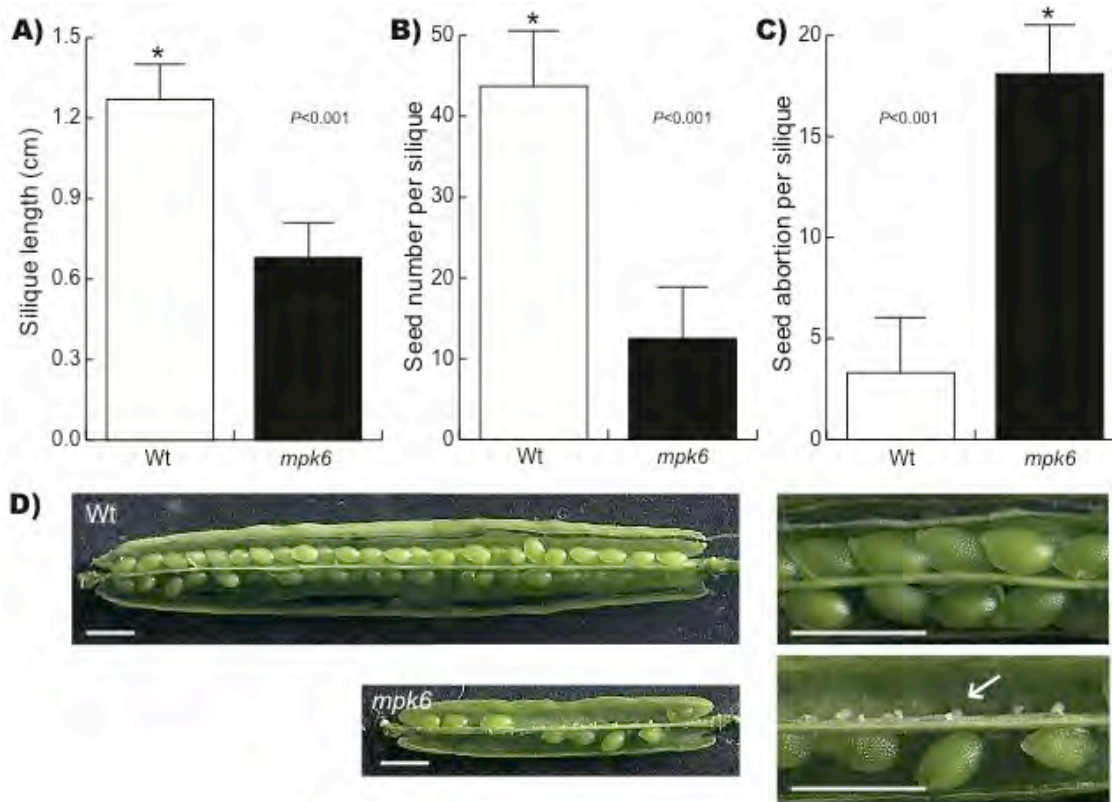 A)
Silique length (cm)
1.5
1.2
0.9
0.6
0.3
0.0
*
P<0.001
Wt
mpk6
B)
Seed number per silique
50
40
30
20
10
0
*
P<0.001
Wt
mpk6
C)
Seed abortion per silique
20
15
10
5
0
*
P<0.001
Wt
mpk6
D)
Wt
mpk6